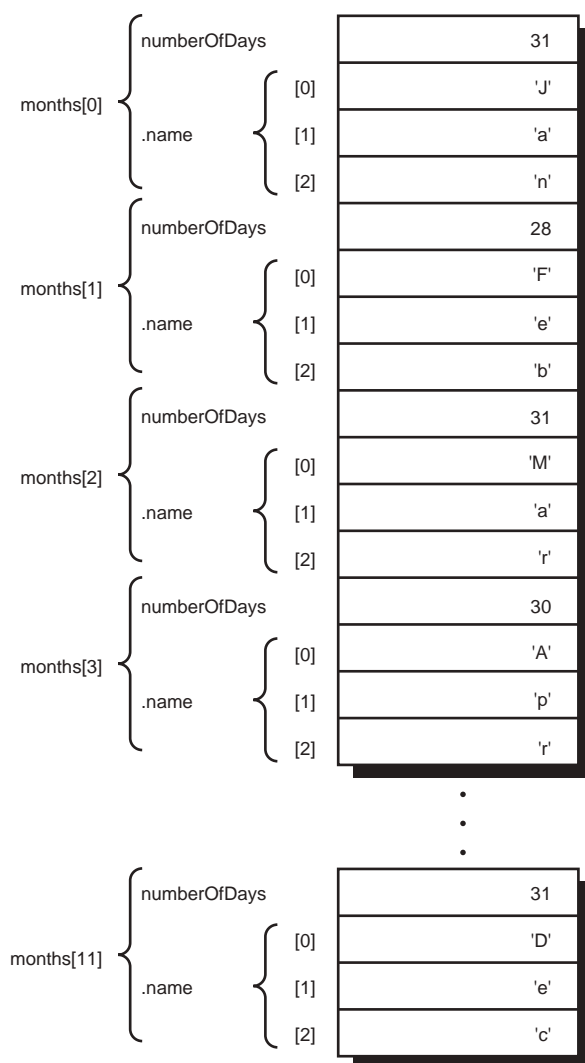 numberOfDays 31
months[0] .name [0] 'J'
[1] 'a'
[2] 'n'
numberOfDays 28
months[1] .name [0] 'F'
[1] 'e'
[2] 'b'
numberOfDays 31
months[2] .name [0] 'M'
[1] 'a'
[2] 'r'
numberOfDays 30
months[3] .name [0] 'A'
[1] 'p'
[2] 'r'
numberOfDays 31
months[11] .name [0] 'D'
[1] 'e'
[2] 'c'